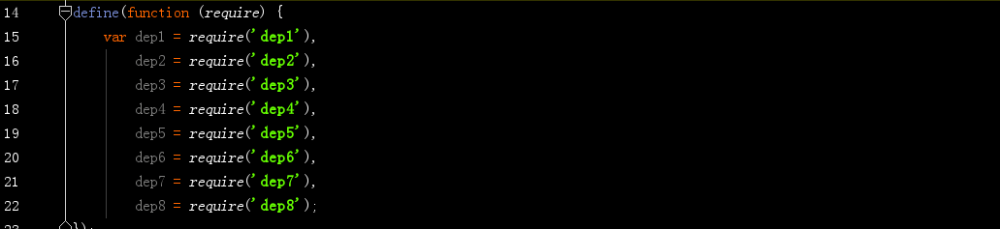 14 define(function (require) {
15 var dep1 = require('dep1'),
16 dep2 = require('dep2'),
17 dep3 = require('dep3'),
18 dep4 = require('dep4'),
19 dep5 = require('dep5'),
20 dep6 = require('dep6'),
21 dep7 = require('dep7'),
22 dep8 = require('dep8');
23 });